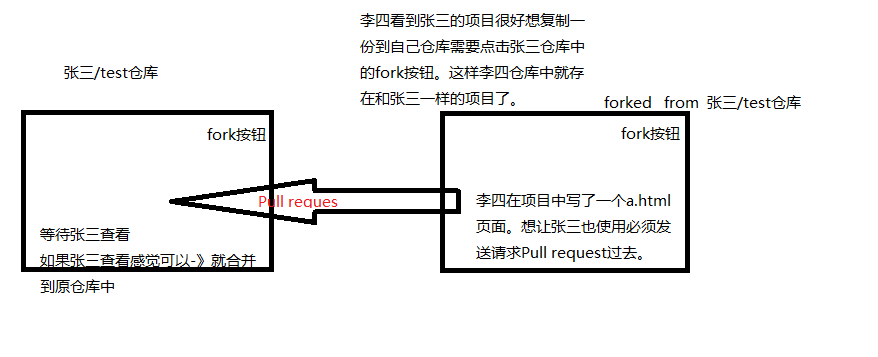 李四看到张三的项目很好想复制一
份到自己仓库需要点击张三仓库中
的fork按钮。这样李四仓库中就存
在和张三一样的项目了。
张三/test仓库
forked from 张三/test仓库
fork按钮
fork按钮
Pull reques
李四在项目中写了一个a.html
页面。想让张三也使用必须发
送请求Pull request过去。
等待张三查看
如果张三查看感觉可以-》就合并
到原仓库中